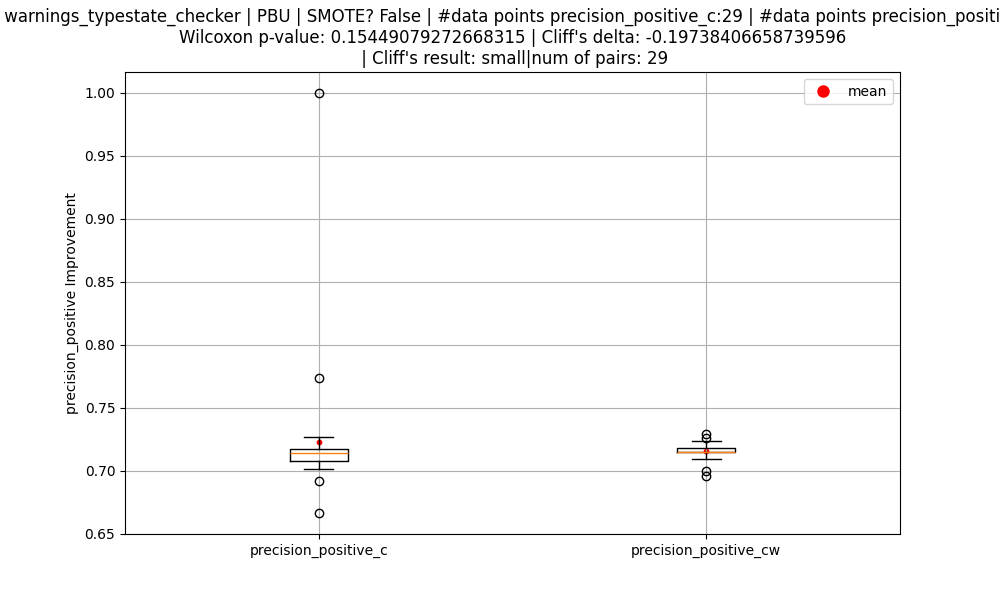 warnings_typestate_checker | PBU | SMOTE? False | #data points precision_positive_c:29 | #data points precision_positi
Wilcoxon p-value: 0.15449079272668315 | Cliff's delta: -0.19738406658739596
| Cliff's result: small|num of pairs: 29
mean
1.00
0.95
0.90
0.85
0.80
0.75
0.70
0.65
precision_positive Improvement
precision_positive_c
precision_positive_cw